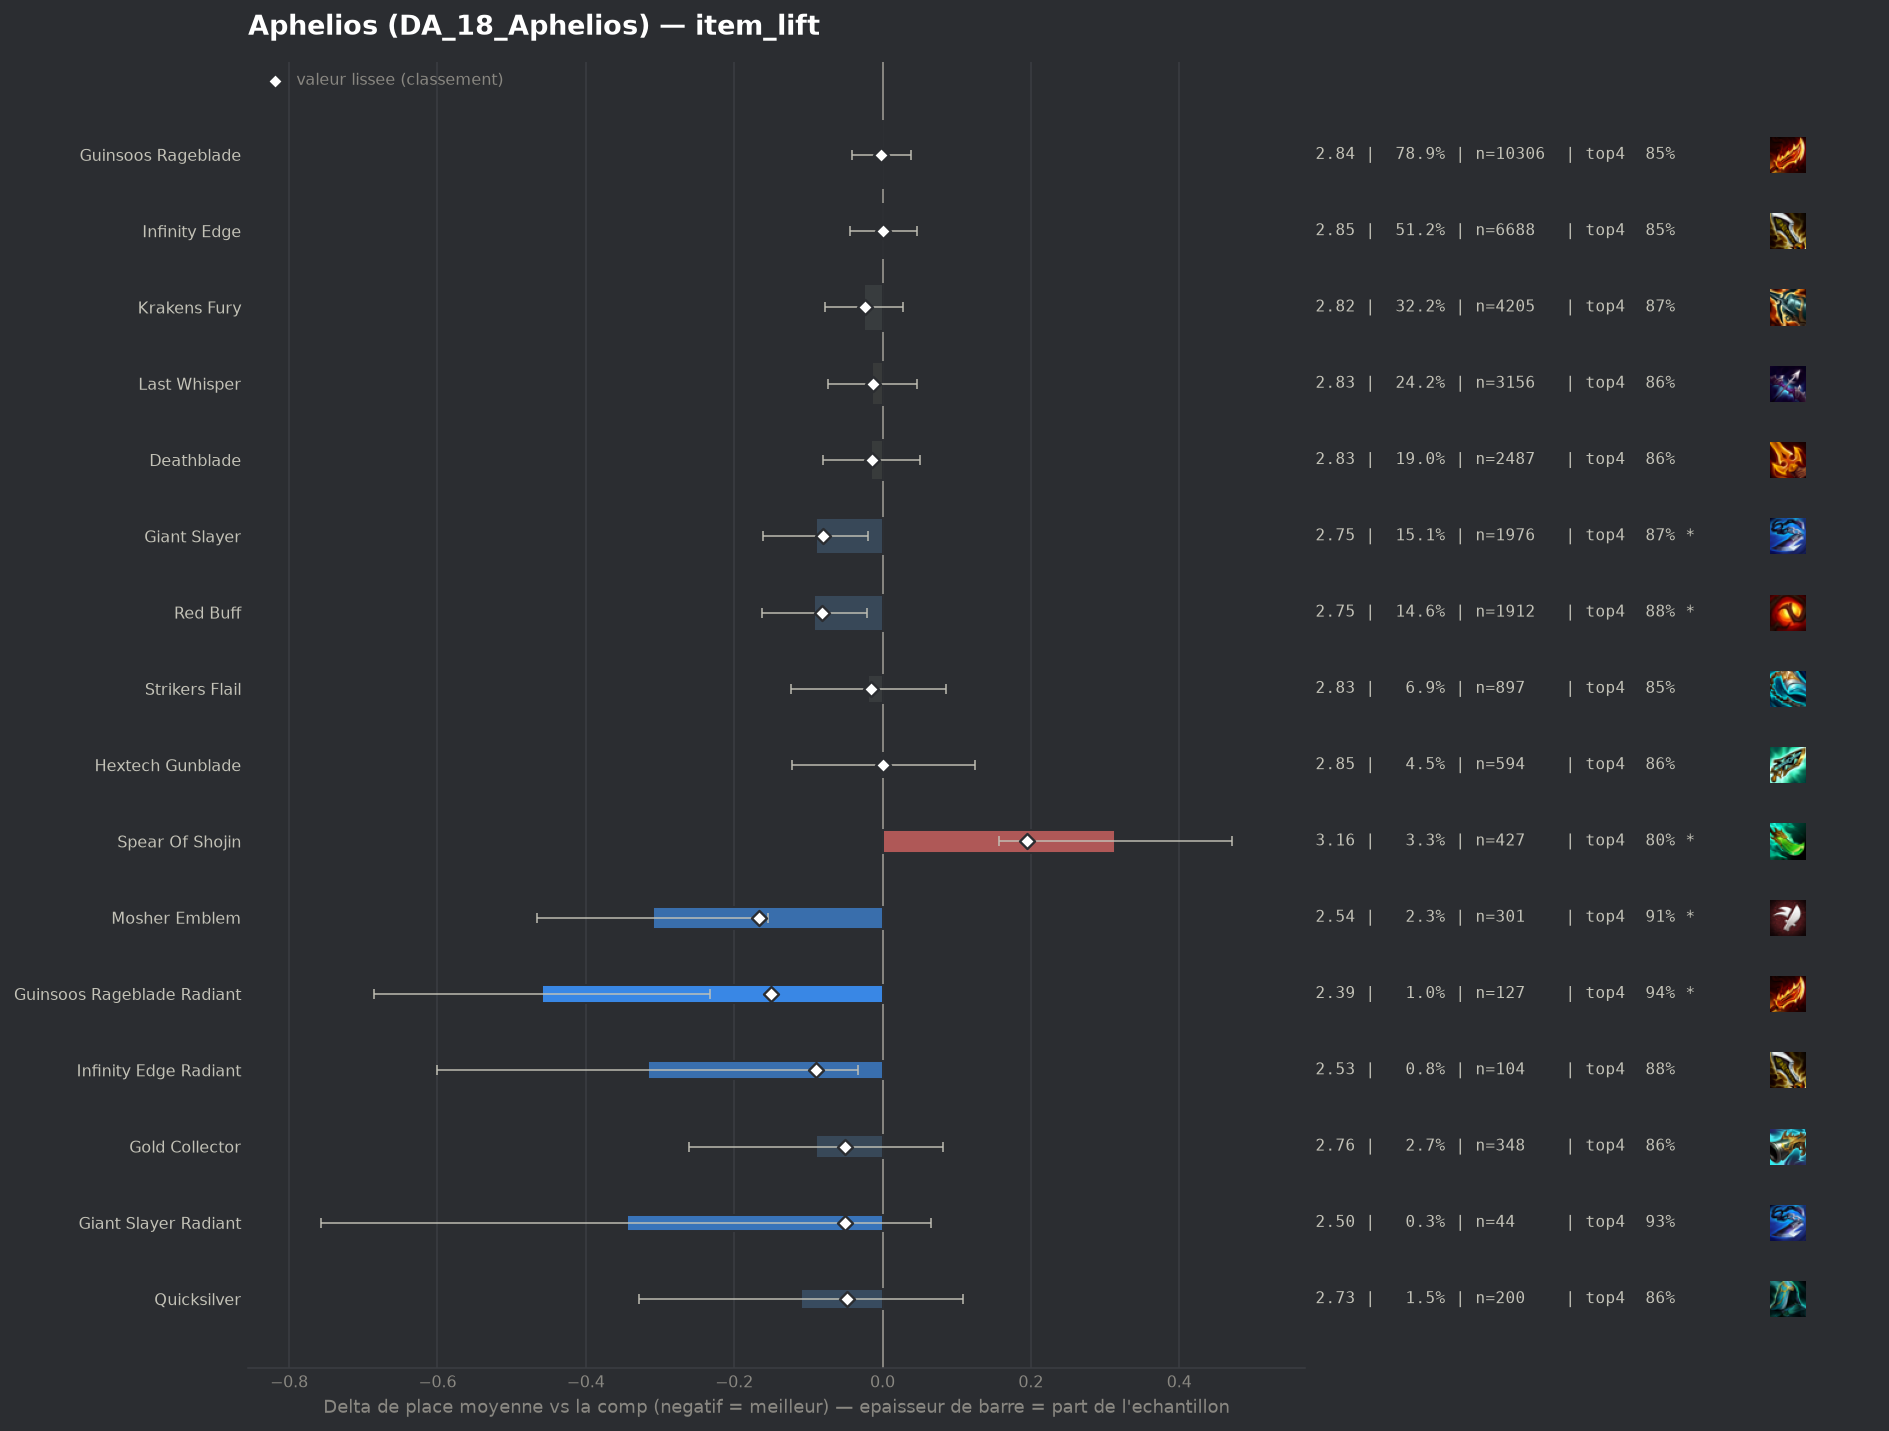 Aphelios (DA_18_Aphelios) — item_lift
valeur lissee (classement)
Guinsoos Rageblade 2.84 | 78.9% | n=10306 | top4 85%
Infinity Edge 2.85 | 51.2% | n=6688 | top4 85%
Krakens Fury 2.82 | 32.2% | n=4205 | top4 87%
Last Whisper 2.83 | 24.2% | n=3156 | top4 86%
Deathblade 2.83 | 19.0% | n=2487 | top4 86%
Giant Slayer 2.75 | 15.1% | n=1976 | top4 87% *
Red Buff 2.75 | 14.6% | n=1912 | top4 88% *
Strikers Flail 2.83 | 6.9% | n=897 | top4 85%
Hextech Gunblade 2.85 | 4.5% | n=594 | top4 86%
Spear Of Shojin 3.16 | 3.3% | n=427 | top4 80% *
Mosher Emblem 2.54 | 2.3% | n=301 | top4 91% *
Guinsoos Rageblade Radiant 2.39 | 1.0% | n=127 | top4 94% *
Infinity Edge Radiant 2.53 | 0.8% | n=104 | top4 88%
Gold Collector 2.76 | 2.7% | n=348 | top4 86%
Giant Slayer Radiant 2.50 | 0.3% | n=44 | top4 93%
Quicksilver 2.73 | 1.5% | n=200 | top4 86%
−0.8 −0.6 −0.4 −0.2 0.0 0.2 0.4
Delta de place moyenne vs la comp (negatif = meilleur) — epaisseur de barre = part de l'echantillon